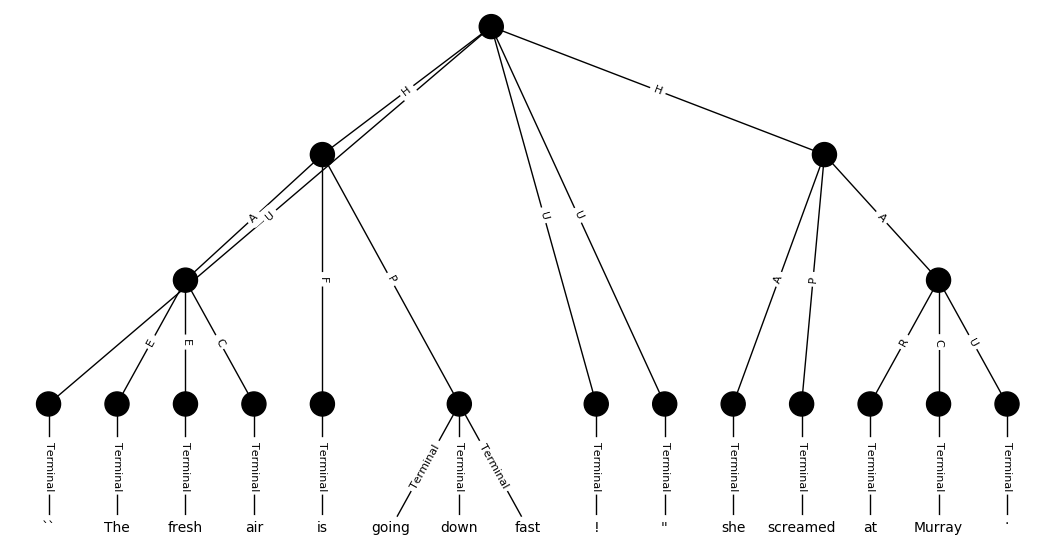 H H
A U U U A
F P A P
E E C R C U
Terminal Terminal Terminal Terminal Terminal Terminal Terminal Terminal Terminal Terminal Terminal Terminal Terminal Terminal Terminal
`` The fresh air is going down fast ! " she screamed at Murray .